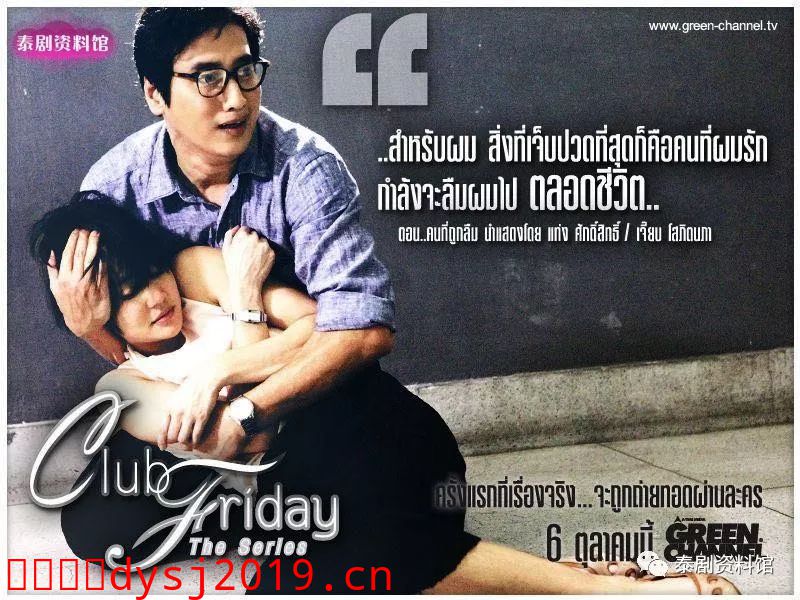 泰剧资料馆
www.green-channel.tv
..สำหรับผม สิ่งที่เจ็บปวดที่สุดก็คือคนที่ผมรัก
กำลังจะลืมผมไป ตลอดชีวิต..
ตอน..คนที่ถูกลืม นำแสดงโดย แท่ง ศักดิ์สิทธิ์ / เจี๊ยบ โสภิตนภา
Club
Friday
The Series
ครั้งแรกที่เรื่องจริง...จะถูกถ่ายทอดผ่านละคร
6 ตุลาคมนี้
GREEN
CHANNEL
泰剧资料馆
dysj2019.cn